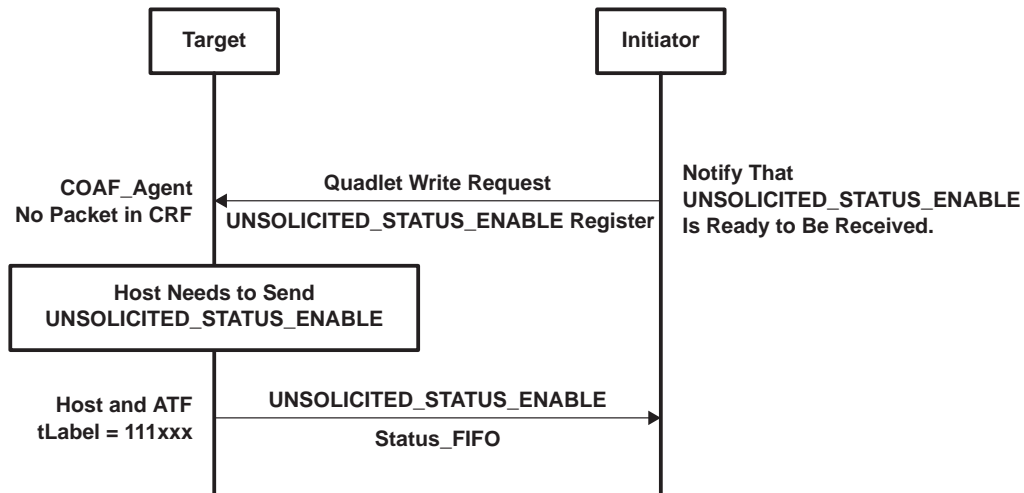 Target
Initiator
COAF_Agent
No Packet in CRF
Quadlet Write Request
UNSOLICITED_STATUS_ENABLE Register
Notify That
UNSOLICITED_STATUS_ENABLE
Is Ready to Be Received.
Host Needs to Send
UNSOLICITED_STATUS_ENABLE
Host and ATF
tLabel = 111xxx
UNSOLICITED_STATUS_ENABLE
Status_FIFO